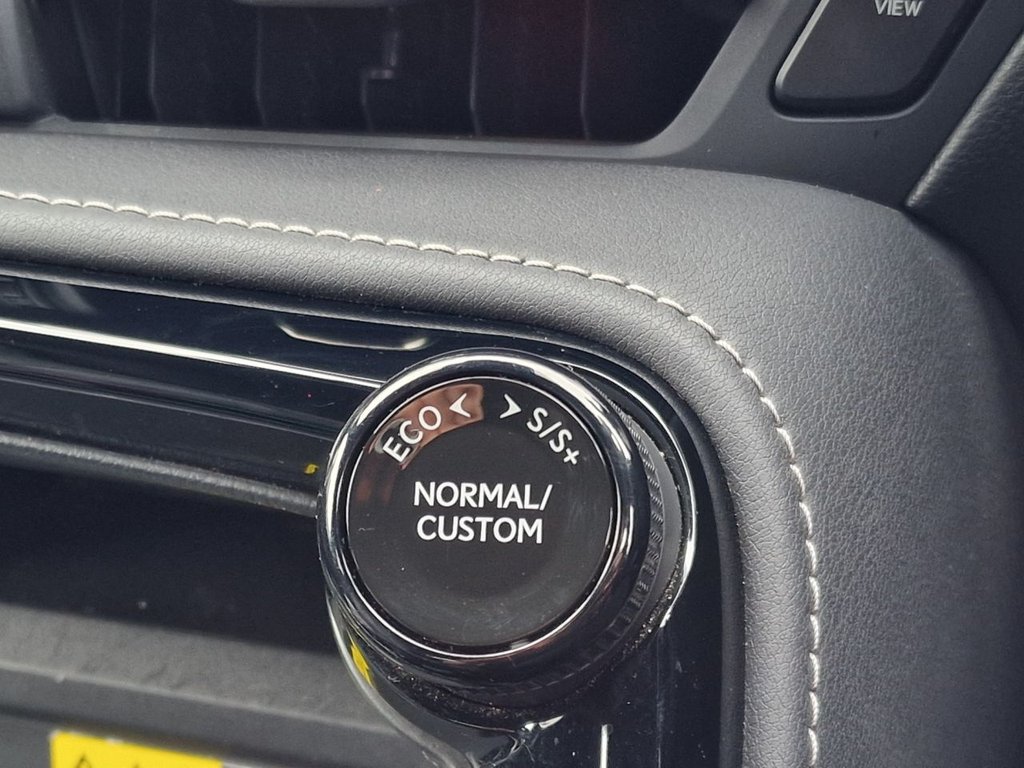 VIEW
ECO < > S/S+
NORMAL/
CUSTOM